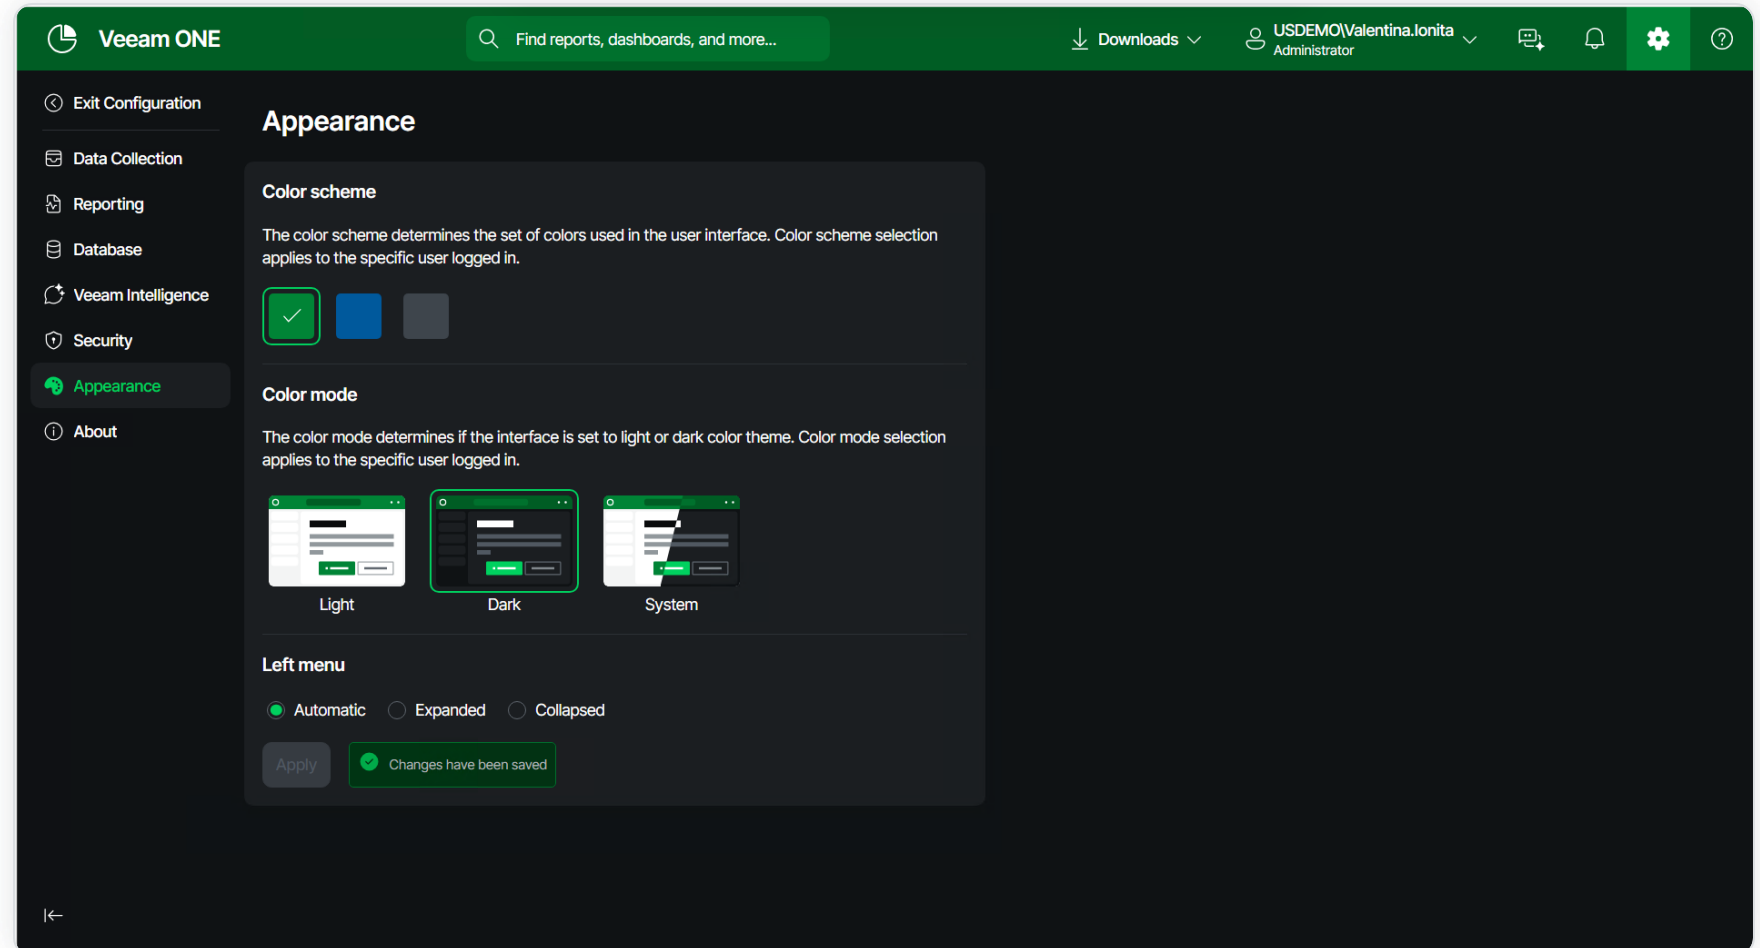 Veeam ONE
Find reports, dashboards, and more...
Downloads
USDEMO\Valentina.Ionita
Administrator
Exit Configuration
Data Collection
Reporting
Database
Veeam Intelligence
Security
Appearance
About
Appearance
Color scheme
The color scheme determines the set of colors used in the user interface. Color scheme selection
applies to the specific user logged in.
Color mode
The color mode determines if the interface is set to light or dark color theme. Color mode selection
applies to the specific user logged in.
Light
Dark
System
Left menu
Automatic
Expanded
Collapsed
Apply
Changes have been saved